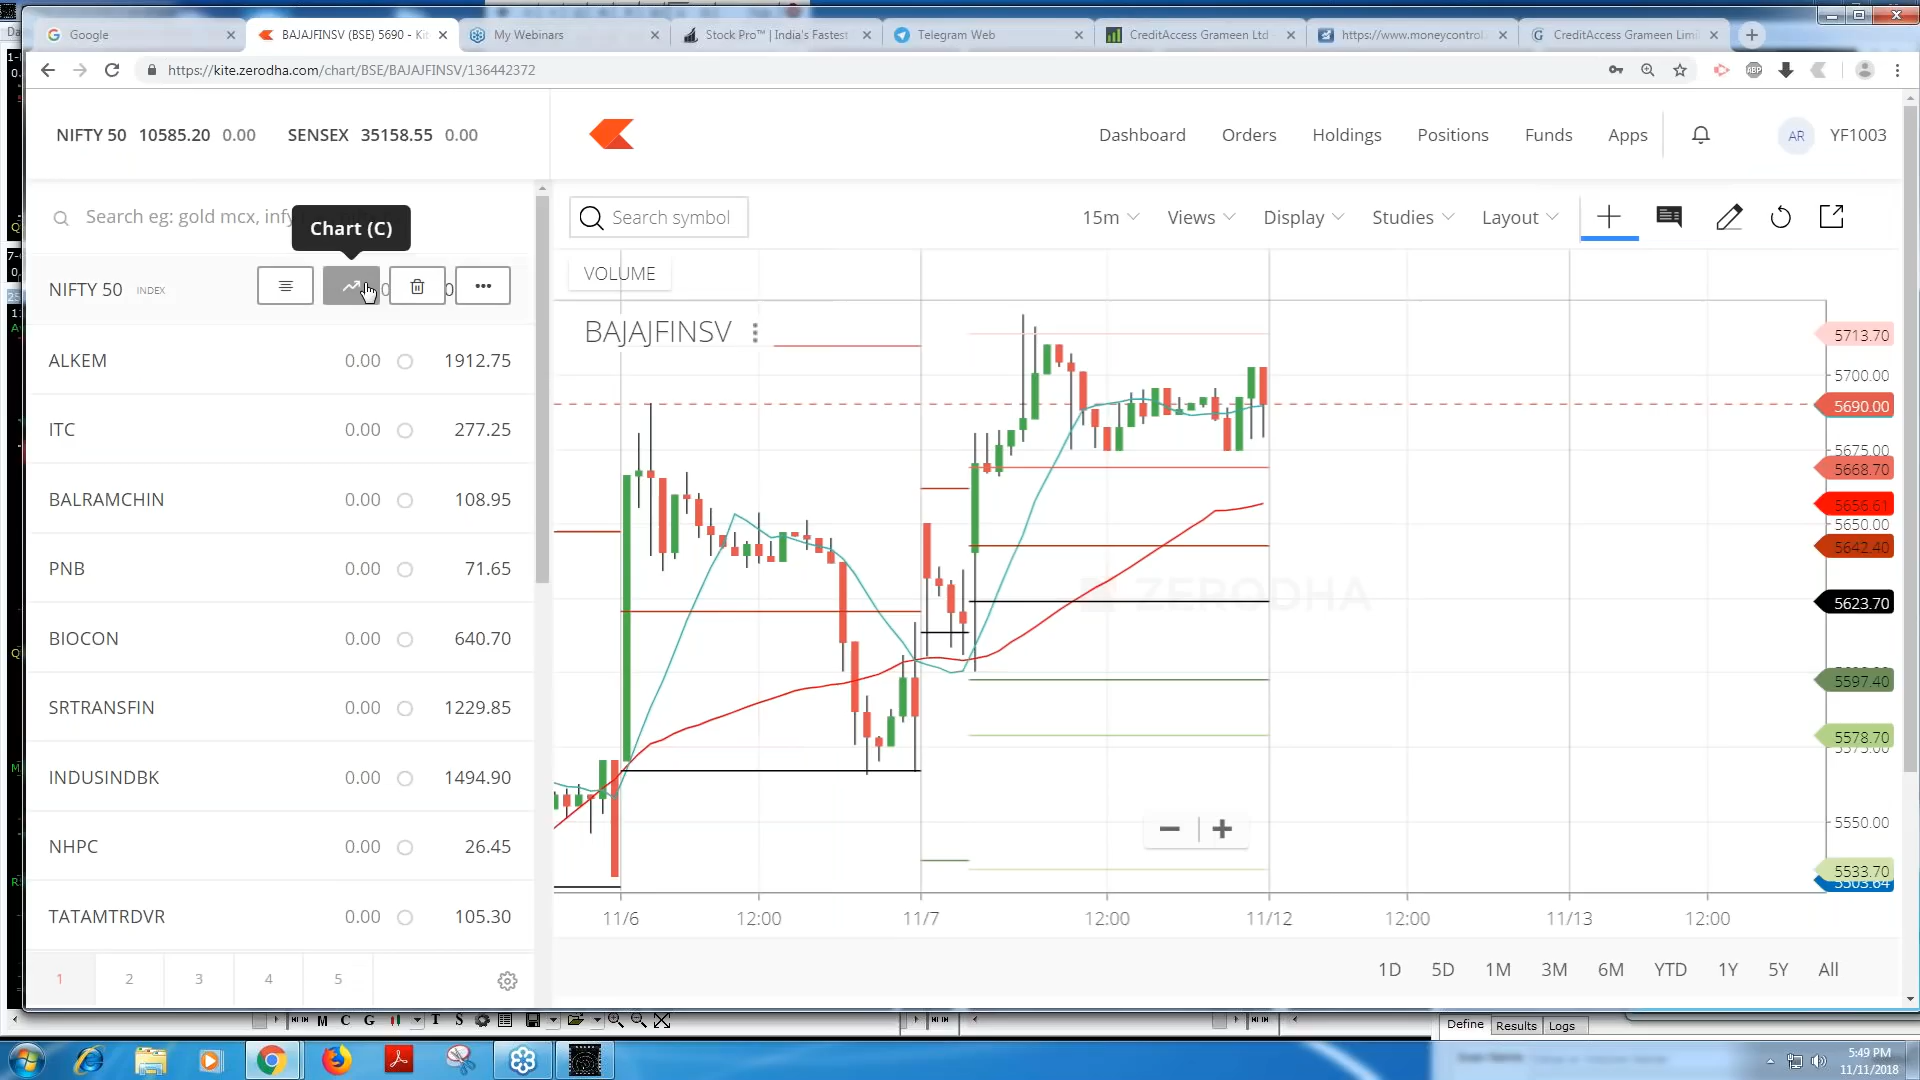 Google
BAJAJFINSV (BSE) 5690 - Kit
My Webinars
Stock Pro™ | India's Fastest
Telegram Web
CreditAccess Grameen Ltd
https://www.moneycontrol
CreditAccess Grameen Limi
https://kite.zerodha.com/chart/BSE/BAJAJFINSV/136442372
ABP
NIFTY 50 10585.20 0.00 SENSEX 35158.55 0.00
Dashboard Orders Holdings Positions Funds Apps
AR YF1003
Search eg: gold mcx, infy
Chart (C)
Search symbol
15m Views Display Studies Layout
NIFTY 50 INDEX
VOLUME
BAJAJFINSV
ALKEM 0.00 1912.75
ITC 0.00 277.25
BALRAMCHIN 0.00 108.95
PNB 0.00 71.65
BIOCON 0.00 640.70
SRTRANSFIN 0.00 1229.85
INDUSINDBK 0.00 1494.90
NHPC 0.00 26.45
TATAMTRDVR 0.00 105.30
1 2 3 4 5
ZERODHA
5713.70
5700.00
5690.00
5675.00
5668.70
5656.61
5650.00
5642.40
5623.70
5597.40
5578.70
5575.00
5550.00
5533.70
5503.64
11/6 12:00 11/7 12:00 11/12 12:00 11/13 12:00
1D 5D 1M 3M 6M YTD 1Y 5Y All
M C G T S
Define Results Logs
5:49 PM
11/11/2018